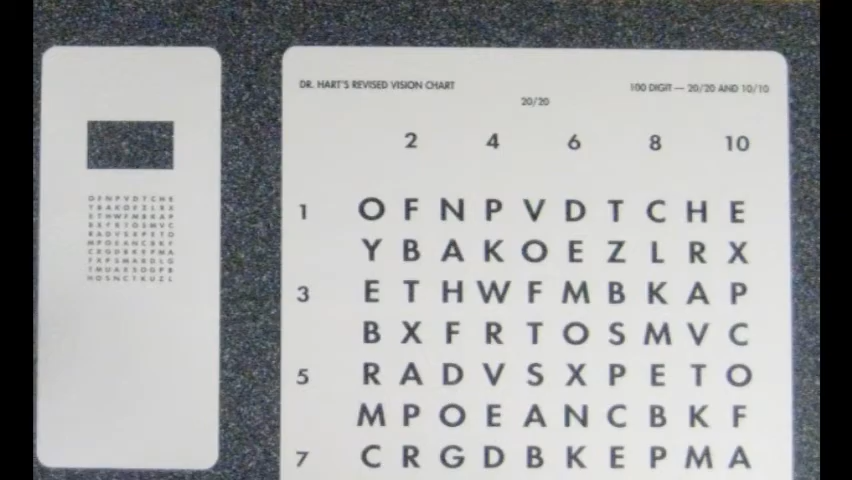 O F N P V D T C H E
Y B A K O E Z L R X
E T H W F M B K A P
B X F R T O S M V C
R A D V S X P E T O
M P O E A N C B K F
C R G D B K E P M A
F X P S M A R D L G
T M U A X S O G P B
H O S N C T K U Z L
DR. HART'S REVISED VISION CHART 100 DIGIT — 20/20 AND 10/10
20/20
2 4 6 8 10
1 O F N P V D T C H E
Y B A K O E Z L R X
3 E T H W F M B K A P
B X F R T O S M V C
5 R A D V S X P E T O
M P O E A N C B K F
7 C R G D B K E P M A